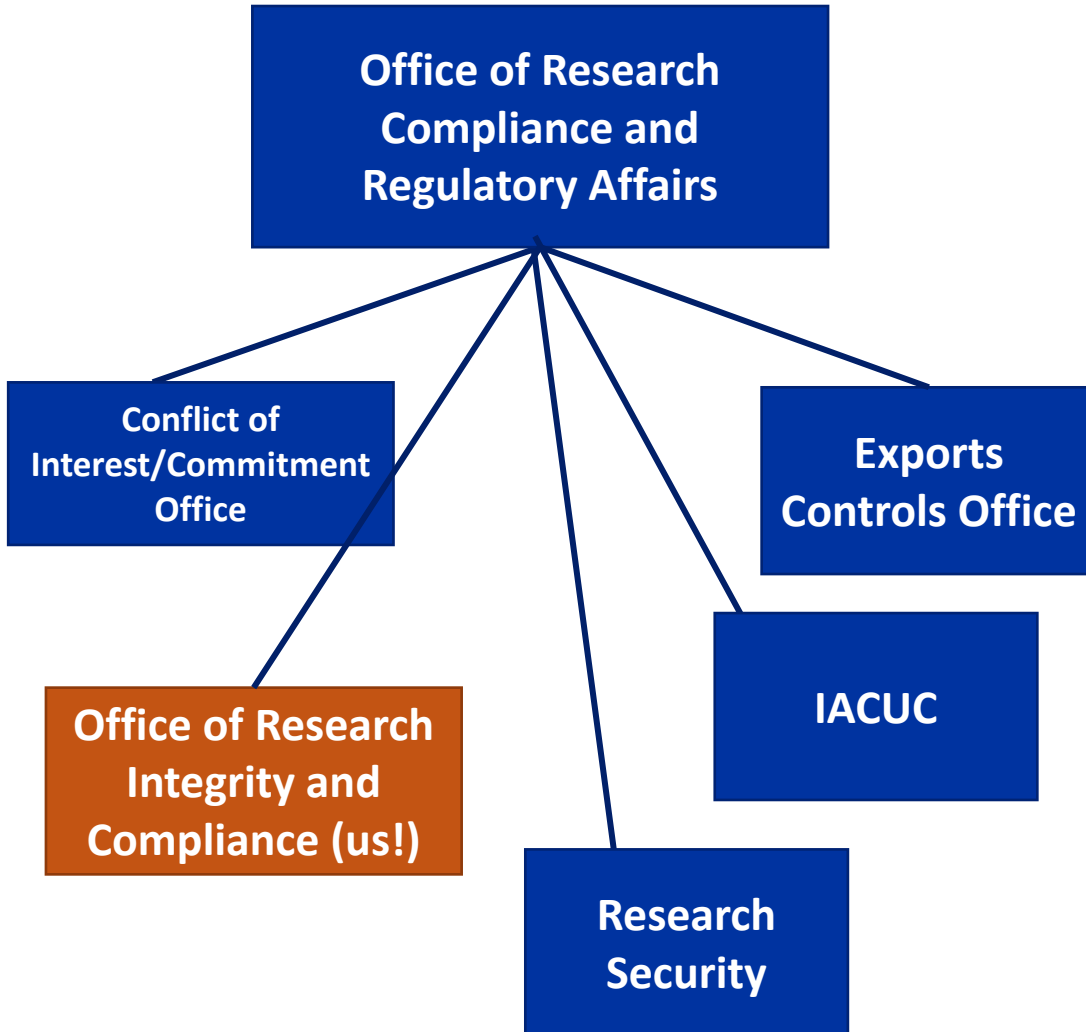 Office of Research
Compliance and
Regulatory Affairs
Conflict of
Interest/Commitment
Office
Exports
Controls Office
Office of Research
Integrity and
Compliance (us!)
IACUC
Research
Security